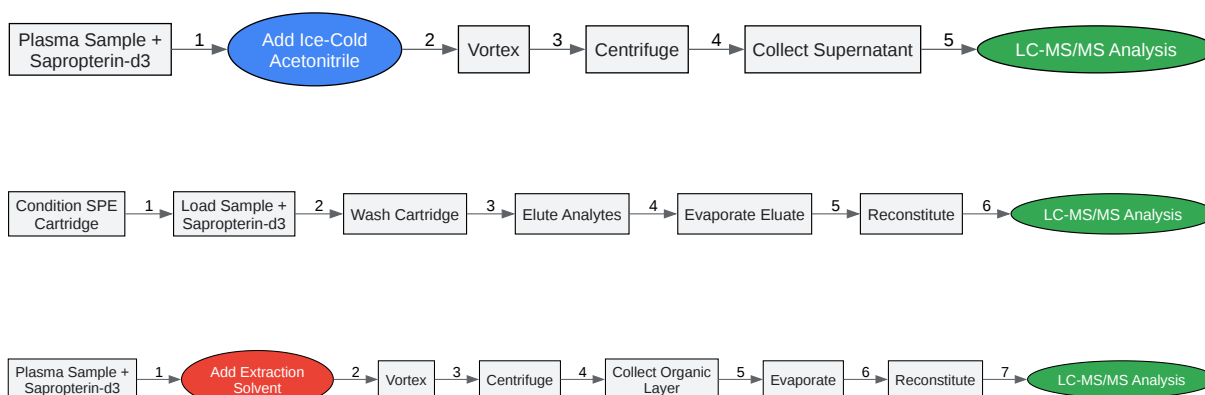 Plasma Sample +
Sapropterin-d3
1
Add Ice-Cold
Acetonitrile
2
Vortex
3
Centrifuge
4
Collect Supernatant
5
LC-MS/MS Analysis
Condition SPE
Cartridge
1
Load Sample +
Sapropterin-d3
2
Wash Cartridge
3
Elute Analytes
4
Evaporate Eluate
5
Reconstitute
6
LC-MS/MS Analysis
Plasma Sample +
Sapropterin-d3
1
Add Extraction
Solvent
2
Vortex
3
Centrifuge
4
Collect Organic
Layer
5
Evaporate
6
Reconstitute
7
LC-MS/MS Analysis